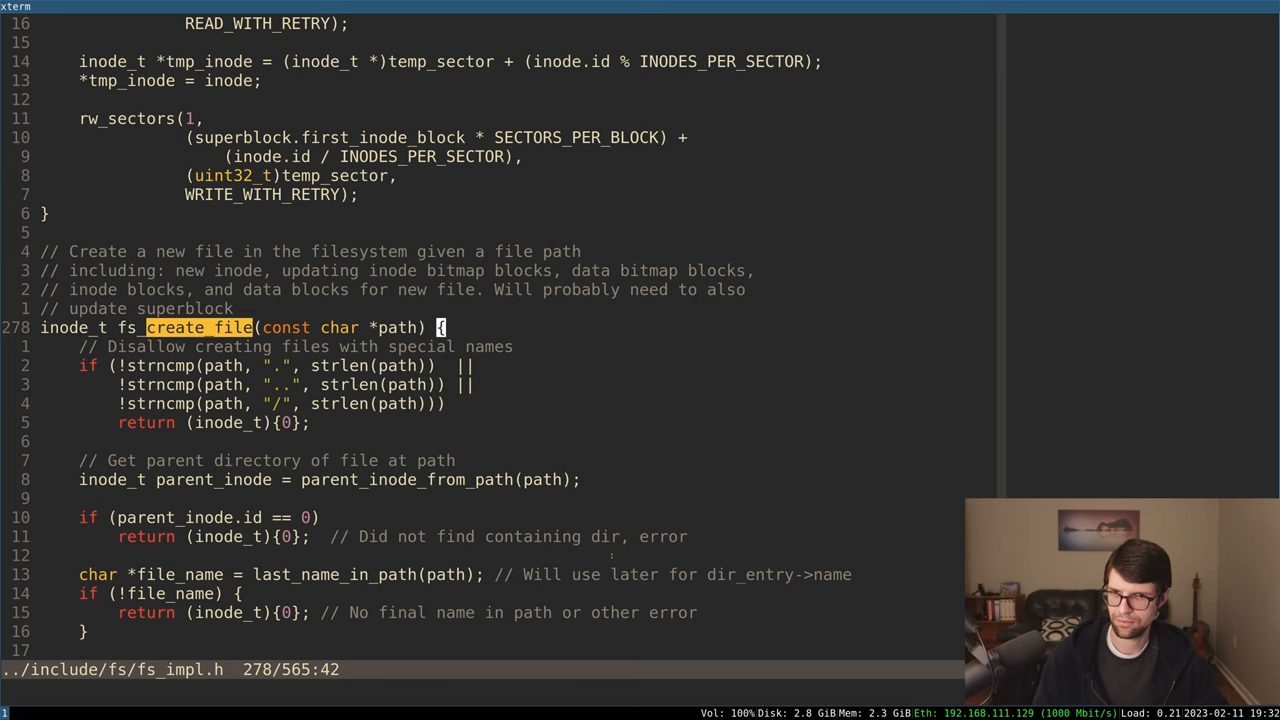 xterm
16 READ_WITH_RETRY);
15
14 inode_t *tmp_inode = (inode_t *)temp_sector + (inode.id % INODES_PER_SECTOR);
13 *tmp_inode = inode;
12
11 rw_sectors(1,
10 (superblock.first_inode_block * SECTORS_PER_BLOCK) +
9 (inode.id / INODES_PER_SECTOR),
8 (uint32_t)temp_sector,
7 WRITE_WITH_RETRY);
6 }
5
4 // Create a new file in the filesystem given a file path
3 // including: new inode, updating inode bitmap blocks, data bitmap blocks,
2 // inode blocks, and data blocks for new file. Will probably need to also
1 // update superblock
278 inode_t fs_create_file(const char *path) {
1 // Disallow creating files with special names
2 if (!strncmp(path, ".", strlen(path)) ||
3 !strncmp(path, "..", strlen(path)) ||
4 !strncmp(path, "/", strlen(path)))
5 return (inode_t){0};
6
7 // Get parent directory of file at path
8 inode_t parent_inode = parent_inode_from_path(path);
9
10 if (parent_inode.id == 0)
11 return (inode_t){0}; // Did not find containing dir, error
12
13 char *file_name = last_name_in_path(path); // Will use later for dir_entry->name
14 if (!file_name) {
15 return (inode_t){0}; // No final name in path or other error
16 }
17
../include/fs/fs_impl.h 278/565:42
1 Vol: 100% Disk: 2.8 GiB Mem: 2.3 GiB Eth: 192.168.111.129 (1000 Mbit/s) Load: 0.21 2023-02-11 19:32